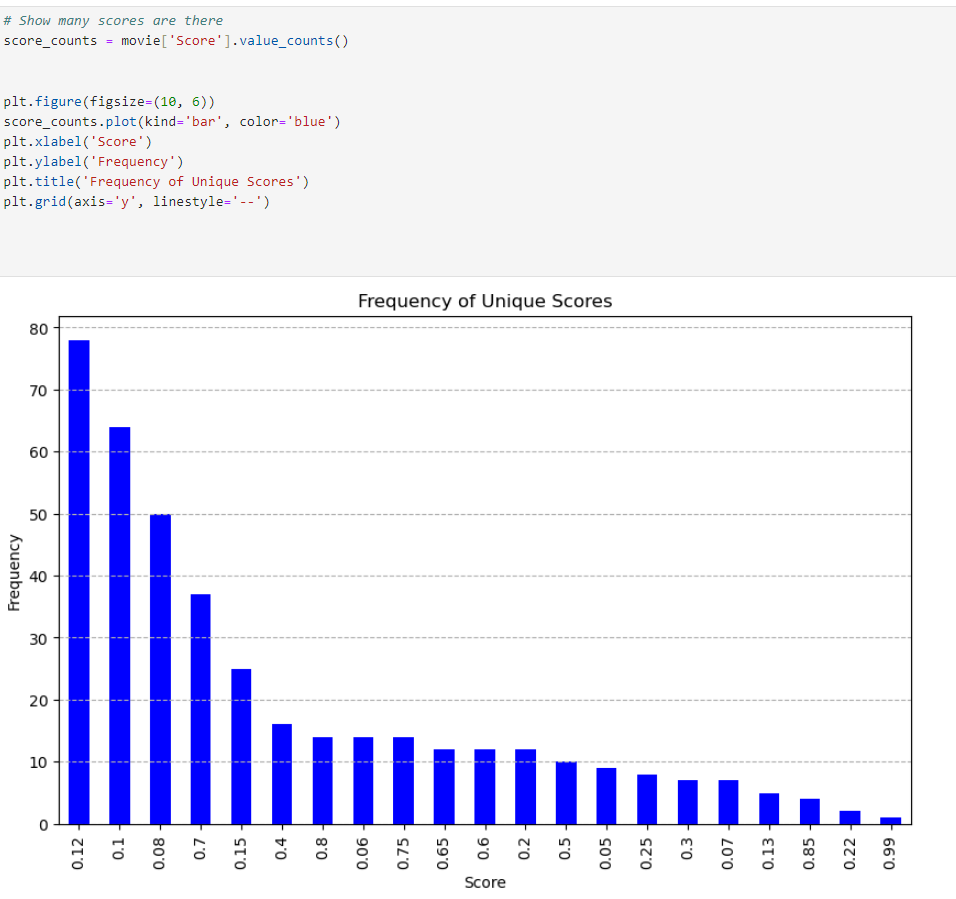 # Show many scores are there
score_counts = movie['Score'].value_counts()
plt.figure(figsize=(10, 6))
score_counts.plot(kind='bar', color='blue')
plt.xlabel('Score')
plt.ylabel('Frequency')
plt.title('Frequency of Unique Scores')
plt.grid(axis='y', linestyle='--')
Frequency of Unique Scores
80
70
60
50
40
30
20
10
0
Frequency
0.12
0.1
0.08
0.7
0.15
0.4
0.8
0.06
0.75
0.65
0.6
0.2
0.5
0.05
0.25
0.3
0.07
0.13
0.85
0.22
0.99
Score